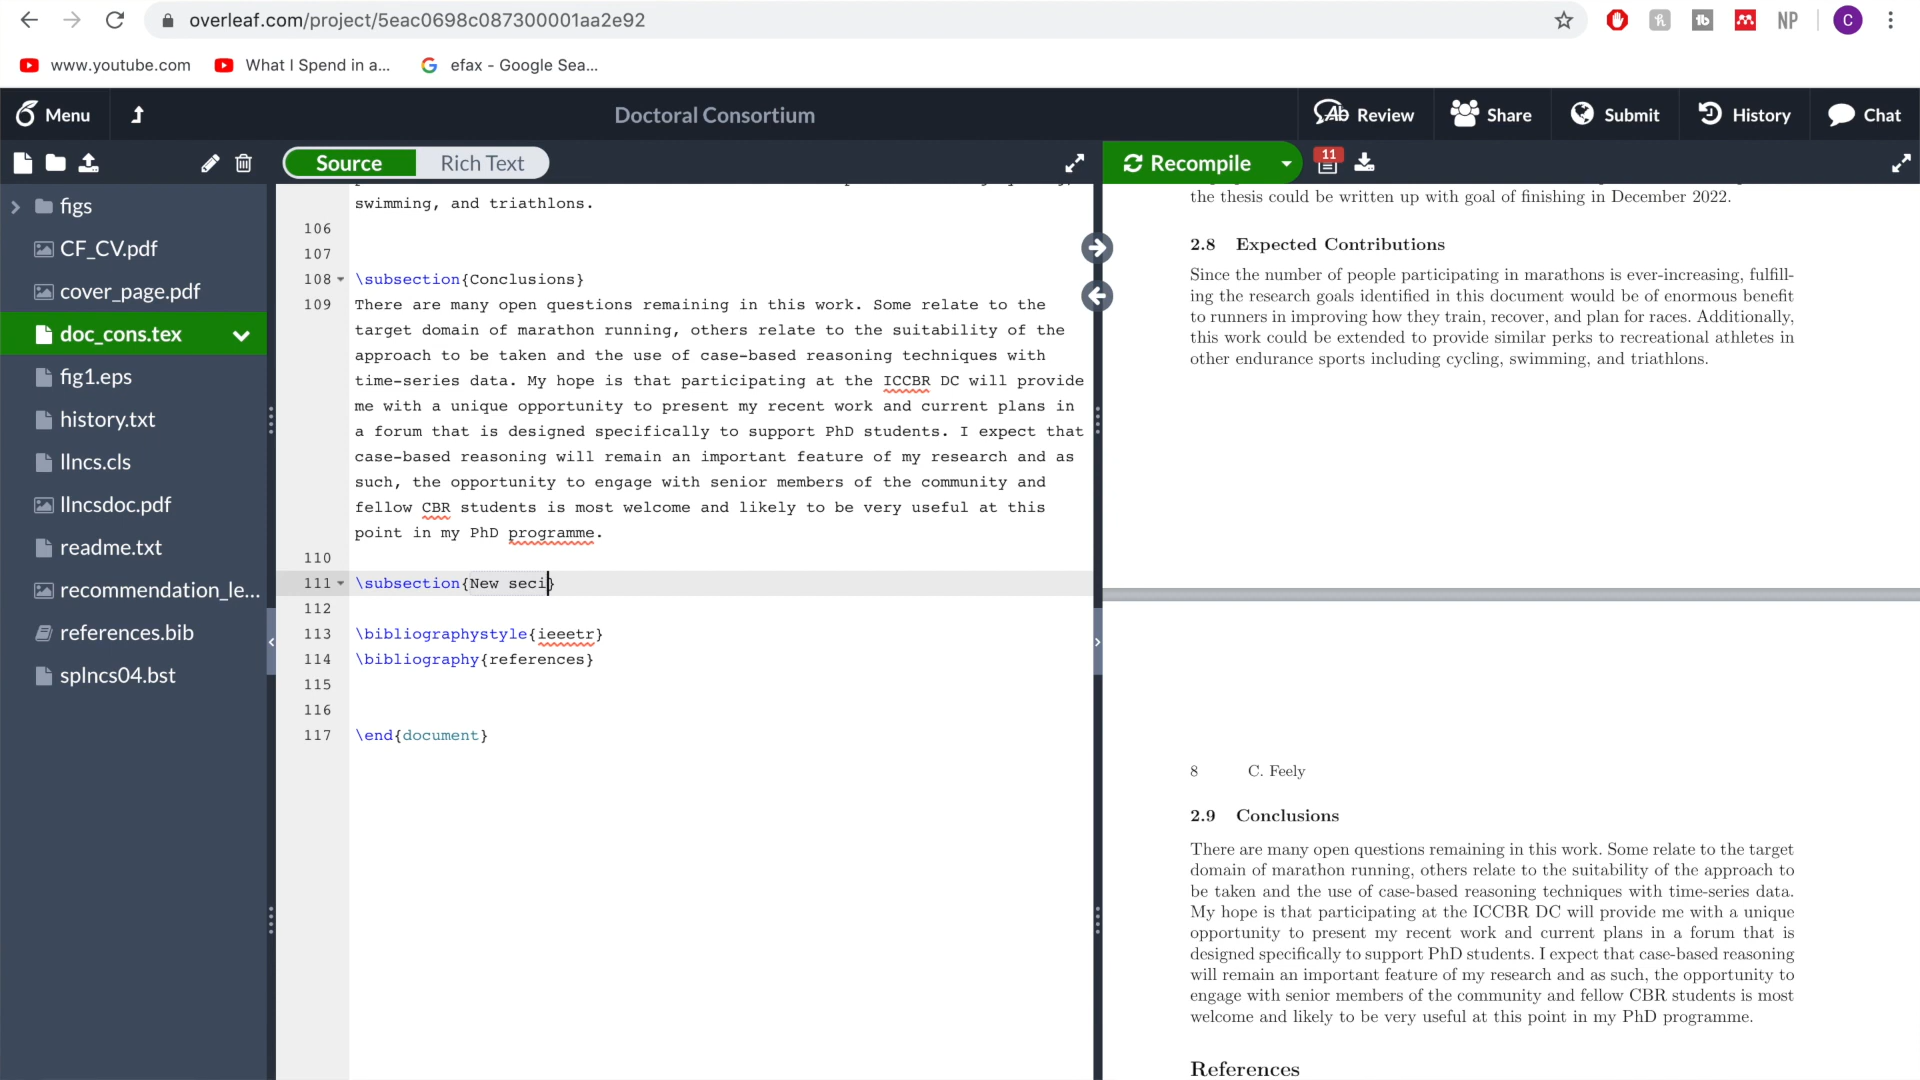 overleaf.com/project/5eac0698c087300001aa2e92
NP
C
www.youtube.com
What I Spend in a...
efax - Google Sea...
Menu
Doctoral Consortium
Review
Share
Submit
History
Chat
Source
Rich Text
Recompile
11
figs
CF_CV.pdf
cover_page.pdf
doc_cons.tex
fig1.eps
history.txt
llncs.cls
llncsdoc.pdf
readme.txt
recommendation_le...
references.bib
splncs04.bst
swimming, and triathlons.
106
107
108 \subsection{Conclusions}
109 There are many open questions remaining in this work. Some relate to the
target domain of marathon running, others relate to the suitability of the
approach to be taken and the use of case-based reasoning techniques with
time-series data. My hope is that participating at the ICCBR DC will provide
me with a unique opportunity to present my recent work and current plans in
a forum that is designed specifically to support PhD students. I expect that
case-based reasoning will remain an important feature of my research and as
such, the opportunity to engage with senior members of the community and
fellow CBR students is most welcome and likely to be very useful at this
point in my PhD programme.
110
111 \subsection{New seci}
112
113 \bibliographystyle{ieeetr}
114 \bibliography{references}
115
116
117 \end{document}
the thesis could be written up with goal of finishing in December 2022.
2.8 Expected Contributions
Since the number of people participating in marathons is ever-increasing, fulfill-
ing the research goals identified in this document would be of enormous benefit
to runners in improving how they train, recover, and plan for races. Additionally,
this work could be extended to provide similar perks to recreational athletes in
other endurance sports including cycling, swimming, and triathlons.
8 C. Feely
2.9 Conclusions
There are many open questions remaining in this work. Some relate to the target
domain of marathon running, others relate to the suitability of the approach to
be taken and the use of case-based reasoning techniques with time-series data.
My hope is that participating at the ICCBR DC will provide me with a unique
opportunity to present my recent work and current plans in a forum that is
designed specifically to support PhD students. I expect that case-based reasoning
will remain an important feature of my research and as such, the opportunity to
engage with senior members of the community and fellow CBR students is most
welcome and likely to be very useful at this point in my PhD programme.
References